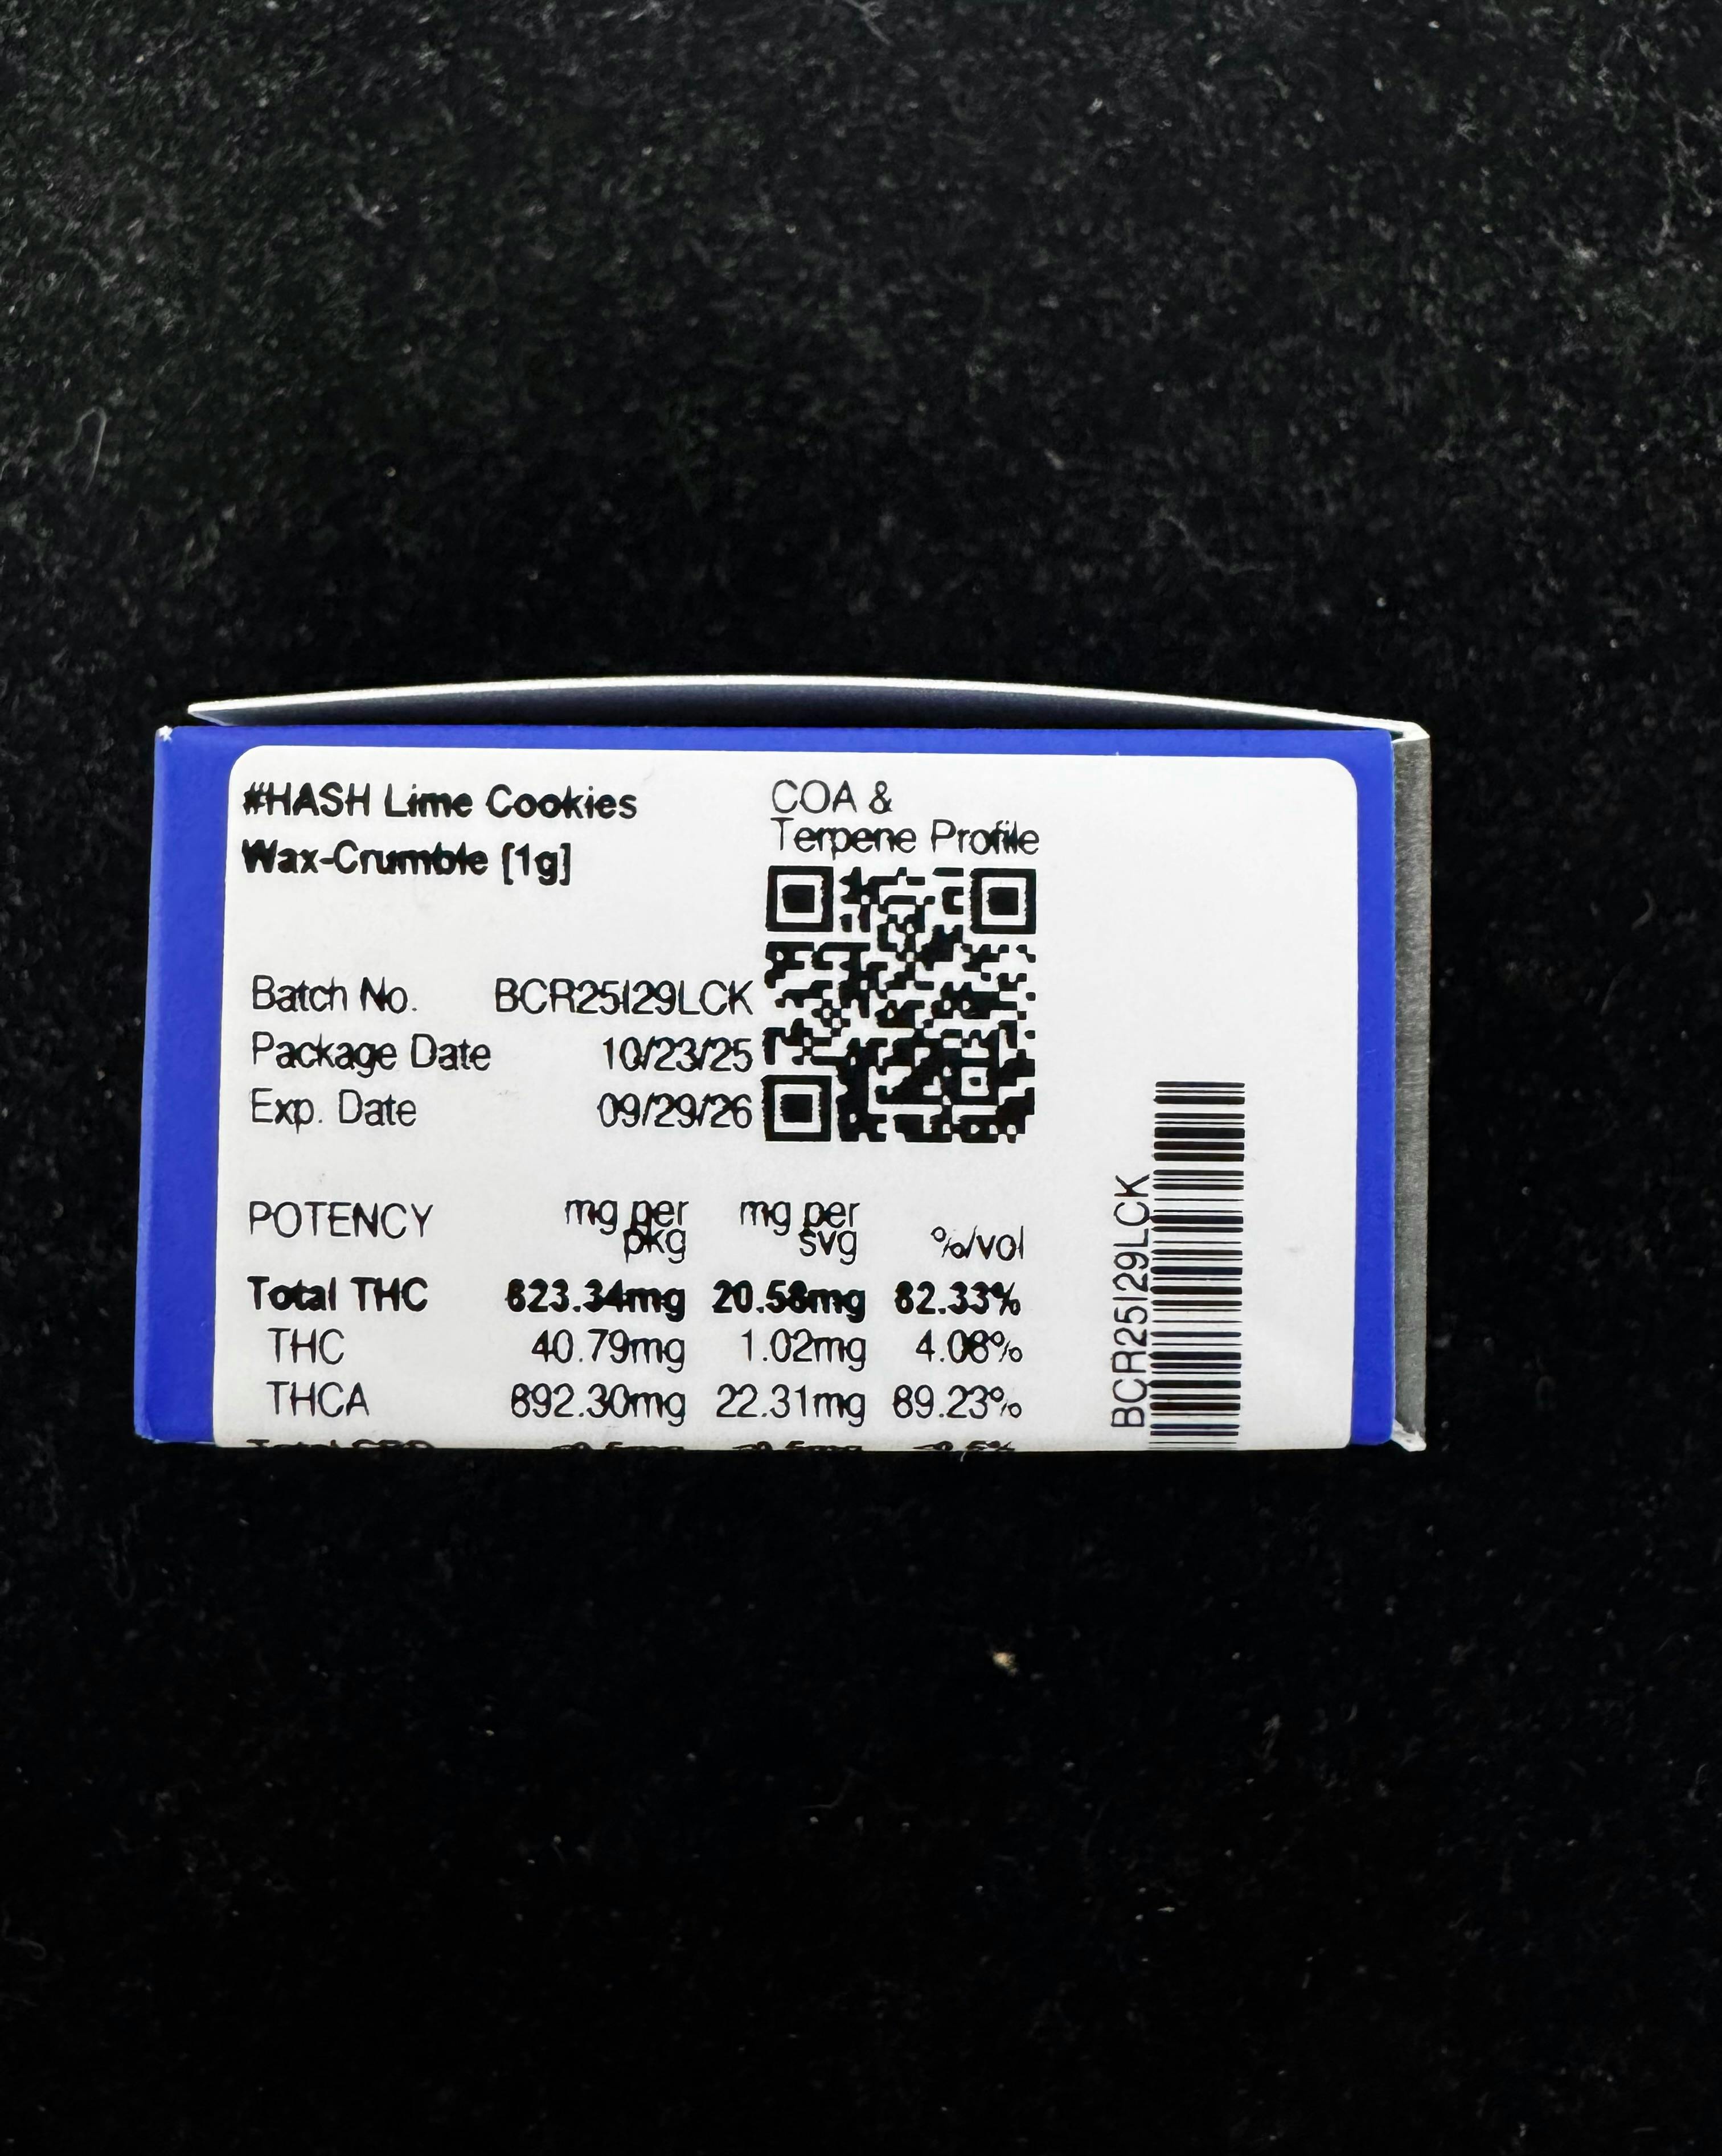 #HASH Lime Cookies
Wax-Crumble [1g]
COA &
Terpene Profile
Batch No. BCR25I29LCK
Package Date 10/23/25
Exp. Date 09/29/26
POTENCY mg per pkg mg per svg %/vol
Total THC 823.34mg 20.58mg 82.33%
THC 40.79mg 1.02mg 4.08%
THCA 892.30mg 22.31mg 89.23%
BCR25I29LCK